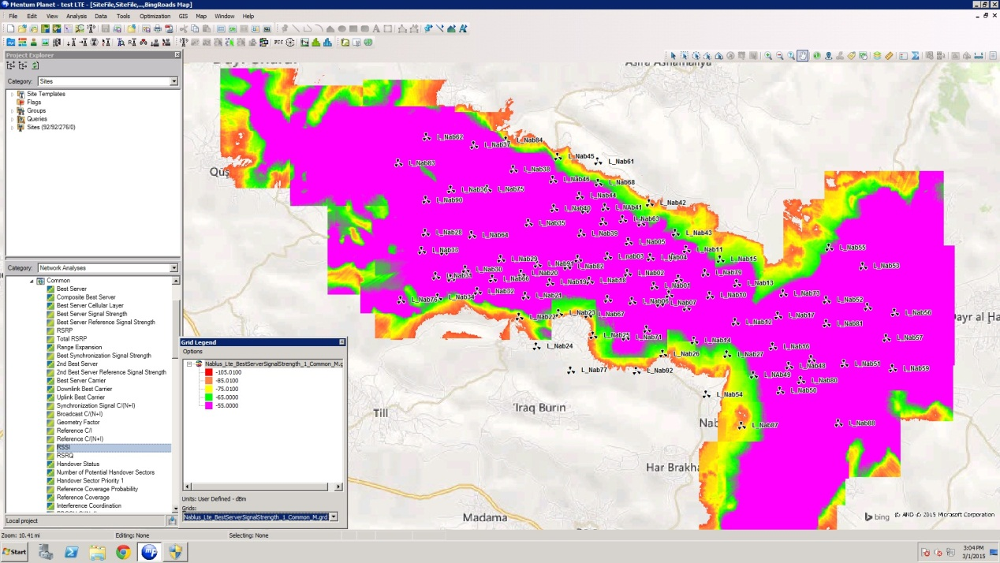 Mentum Planet - test LTE - [SiteFile,SiteFile,...,BingRoads Map]
File Edit View Analysis Data Tools Optimization GIS Map Window Help
FCC
Project Explorer
Category: Sites
Site Templates
Flags
Groups
Queries
Sites (92/92/276/0)
Category: Network Analyses
Common
Best Server
Composite Best Server
Best Server Cellular Layer
Best Server Signal Strength
Best Server Reference Signal Strength
RSRP
Total RSRP
Range Expansion
Best Synchronization Signal Strength
2nd Best Server
2nd Best Server Reference Signal Strength
Best Server Carrier
Downlink Best Carrier
Uplink Best Carrier
Synchronization Signal C/(N+I)
Broadcast C/(N+I)
Geometry Factor
Reference C/I
Reference C/(N+I)
RSSI
RSRQ
Handover Status
Number of Potential Handover Sectors
Handover Sector Priority 1
Reference Coverage Probability
Reference Coverage
Interference Coordination
Local project
Grid Legend
Options
Nablus_Lte_BestServerSignalStrength_1_Common_M.g
-105.0100
-85.0100
-75.0100
-65.0000
-55.0000
Units: User Defined - dBm
Grids:
Nablus_Lte_BestServerSignalStrength_1_Common_M.grd
Asira Ashamaliya
Qūş
L_Nab62
L_Nab37
L_Nab84
L_Nab45
L_Nab61
L_Nab83
L_Nab38
L_Nab46
L_Nab68
L_Nab36
L_Nab75
L_Nab44
L_Nab90
L_Nab40
L_NAb41
L_Nab42
L_Nab63
L_Nab35
L_Nab28
L_Nab64
L_Nab39
L_Nab43
L_Nab05
L_Nab33
L_Nab11
L_Nab55
L_Nab29
L_nab03
L_Nab04
L_Nab15
L_Nab91
L_Nab82
L_Nab53
L_Nab30
L_Nab20
L_Nab02
L_Nab79
L_Nab31
L_Nab66
L_Nab19
L_Nab18
L_Nab01
L_Nab13
L_Nab32
L_Nab21
L_Nab10
L_Nab73
L_Nab76
L_Nab34
L_Nab06
L_Nab07
L_Nab52
L_Nab22
L_Nab23
L_Nab67
L_Nab12
L_Nab17
L_Nab56
L_Nab81
Dayr al Ḩa
L_Nab25
L_Nab71
L_Nab14
L_Nab57
L_Nab24
L_Nab16
L_Nab26
L_Nab27
L_Nab77
L_Nab92
L_Nab48
L_Nab51
L_Nab59
L_NAb49
L_Nab80
L_Nab50
L_Nab54
Till
'Iraq Būrin
Nab
L_Nab87
L_Nab88
Har Brakha
Madama
bing
© AND © 2015 Microsoft Corporation
Zoom: 10.41 mi Editing: None Selecting: None
Start
3:04 PM
3/1/2015